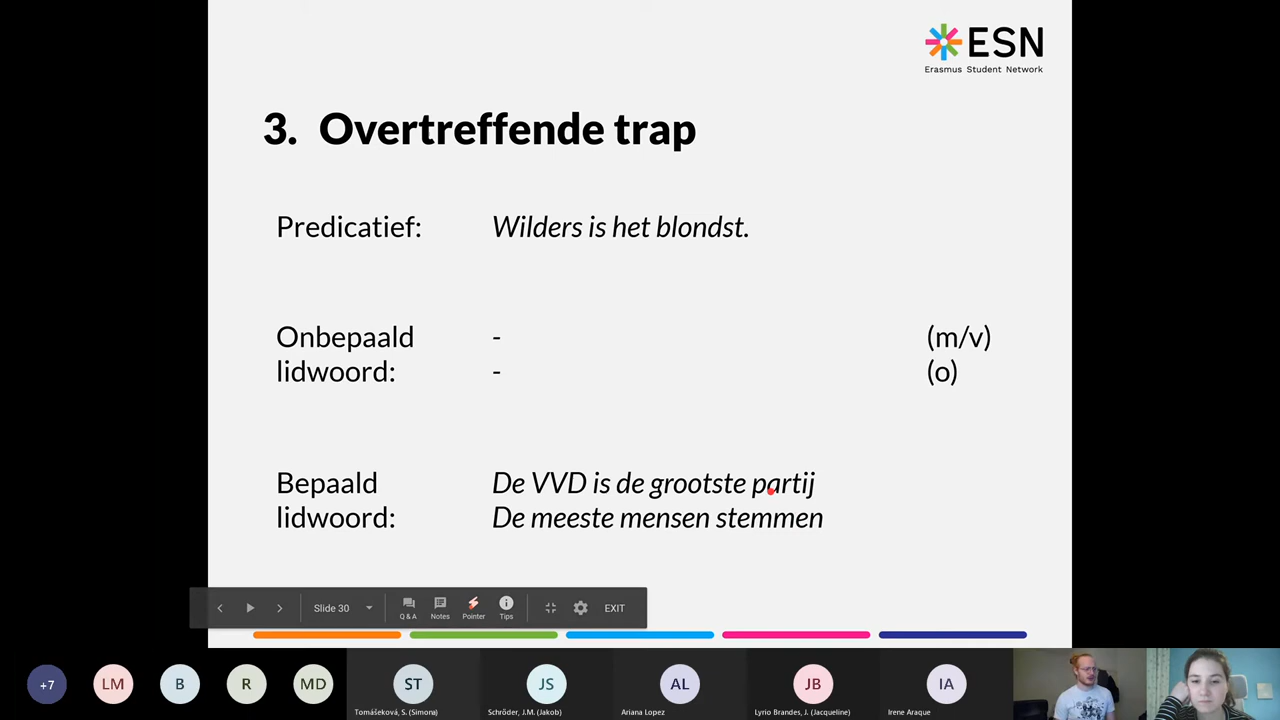 ESN
Erasmus Student Network
3. Overtreffende trap
Predicatief: Wilders is het blondst.
Onbepaald - (m/v)
lidwoord: - (o)
Bepaald De VVD is de grootste partij
lidwoord: De meeste mensen stemmen
Slide 30 Q & A Notes Pointer Tips EXIT
+7 LM B R MD ST JS AL JB IA
Tomášeková, S. (Simona) Schröder, J.M. (Jakob) Ariana Lopez Lyrio Brandes, J. (Jacqueline) Irene Araque